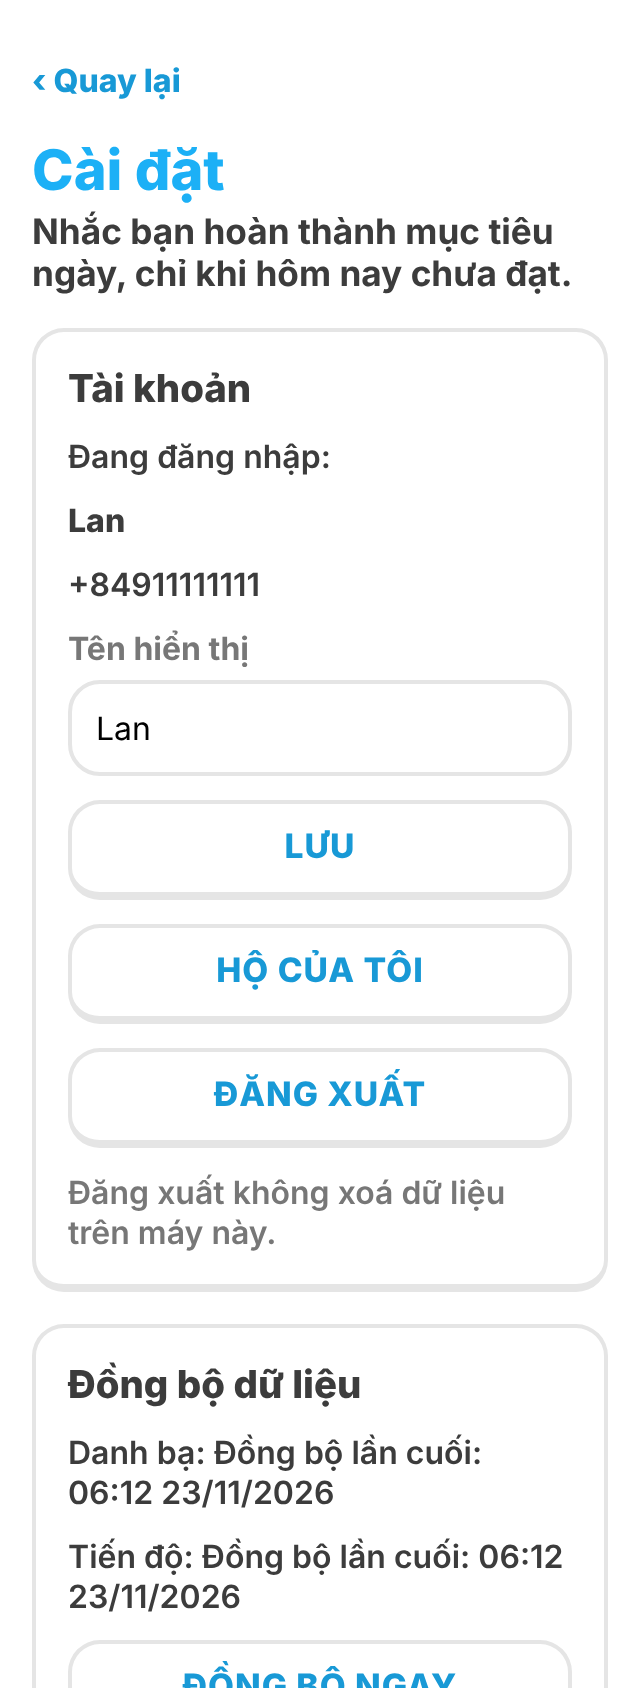 ‹ Quay lại
Cài đặt
Nhắc bạn hoàn thành mục tiêu
ngày, chỉ khi hôm nay chưa đạt.
Tài khoản
Đang đăng nhập:
Lan
+84911111111
Tên hiển thị
Lan
LƯU
HỘ CỦA TÔI
ĐĂNG XUẤT
Đăng xuất không xoá dữ liệu
trên máy này.
Đồng bộ dữ liệu
Danh bạ: Đồng bộ lần cuối:
06:12 23/11/2026
Tiến độ: Đồng bộ lần cuối: 06:12
23/11/2026
ĐỒNG BỘ NGAY